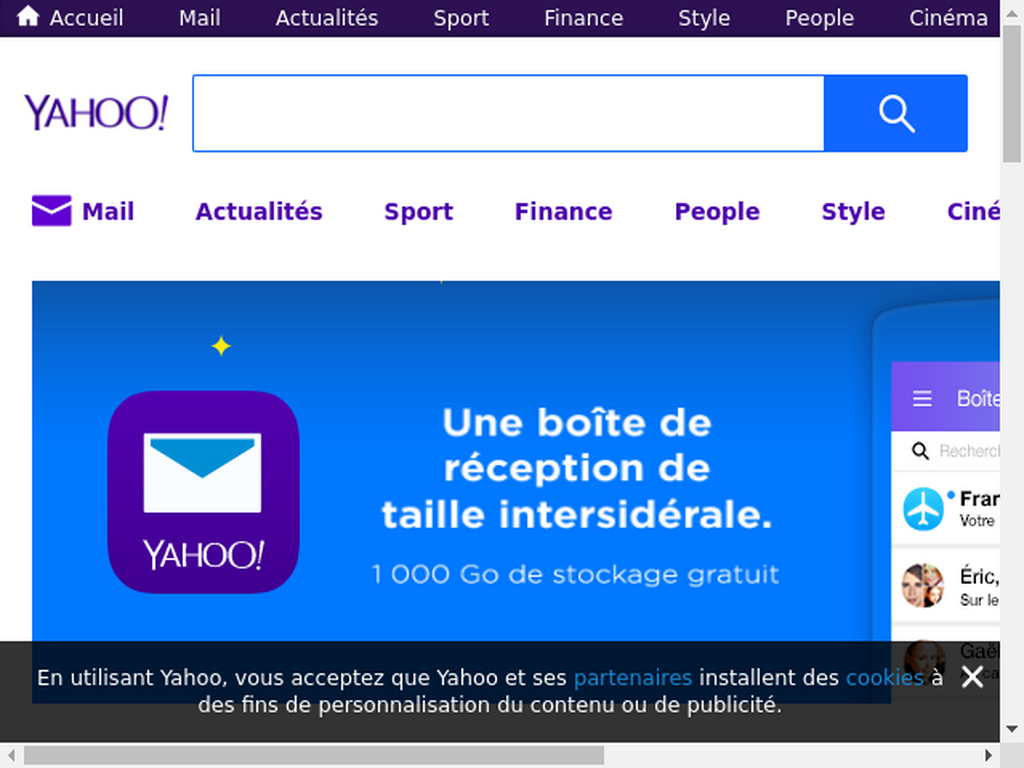 Accueil Mail Actualités Sport Finance Style People Cinéma
YAHOO!
Mail Actualités Sport Finance People Style Ciné
Une boîte de
réception de
taille intersidérale.
1 000 Go de stockage gratuit
YAHOO!
Boîte
Recherch
Fran
Votre
Éric,
Sur le
Gaël
En utilisant Yahoo, vous acceptez que Yahoo et ses partenaires installent des cookies à
des fins de personnalisation du contenu ou de publicité.